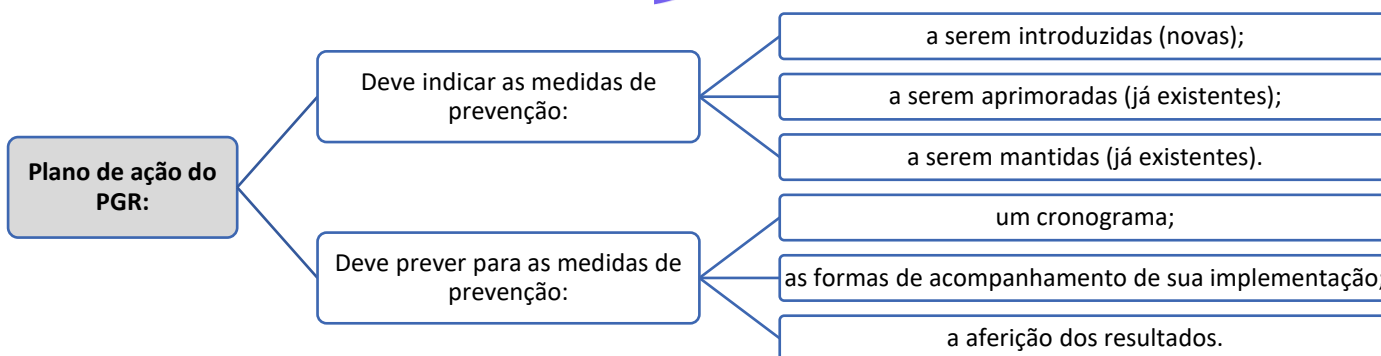 Plano de ação do
PGR:
Deve indicar as medidas de
prevenção:
a serem introduzidas (novas);
a serem aprimoradas (já existentes);
a serem mantidas (já existentes).
Deve prever para as medidas de
prevenção:
um cronograma;
as formas de acompanhamento de sua implementação;
a aferição dos resultados.